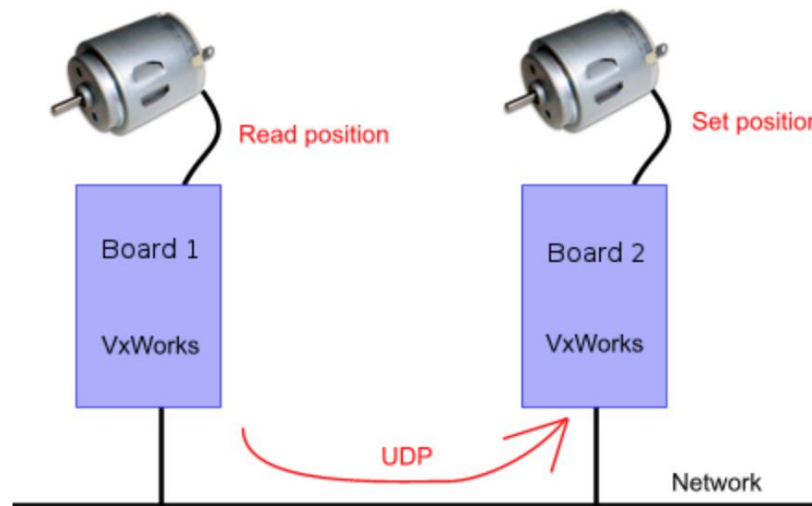 Read position
Set position
Board 1
Board 2
VxWorks
VxWorks
UDP
Network